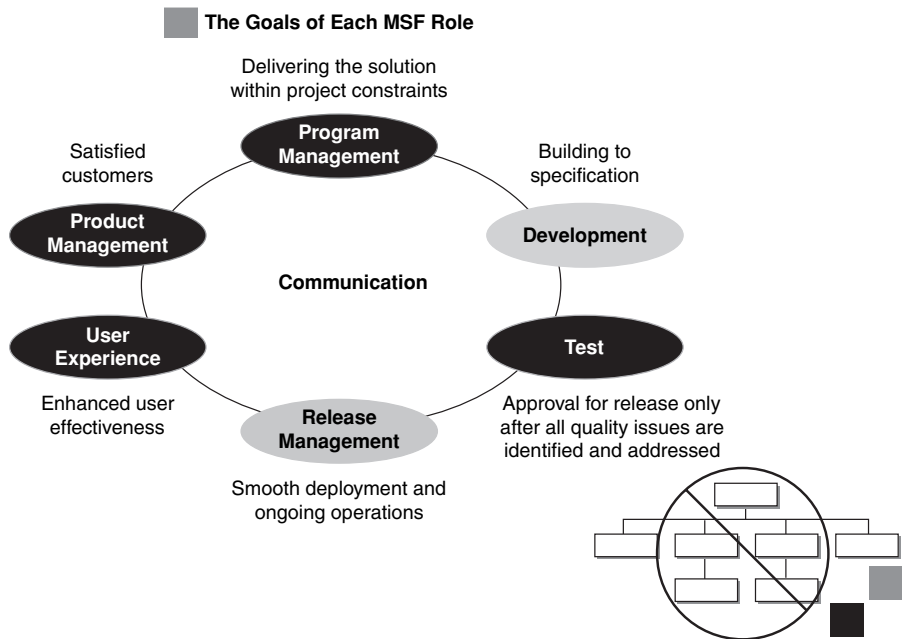 The Goals of Each MSF Role
Delivering the solution
within project constraints
Program
Management
Satisfied
customers
Building to
specification
Product
Management
Development
Communication
User
Experience
Test
Enhanced user
effectiveness
Release
Management
Approval for release only
after all quality issues are
identified and addressed
Smooth deployment and
ongoing operations